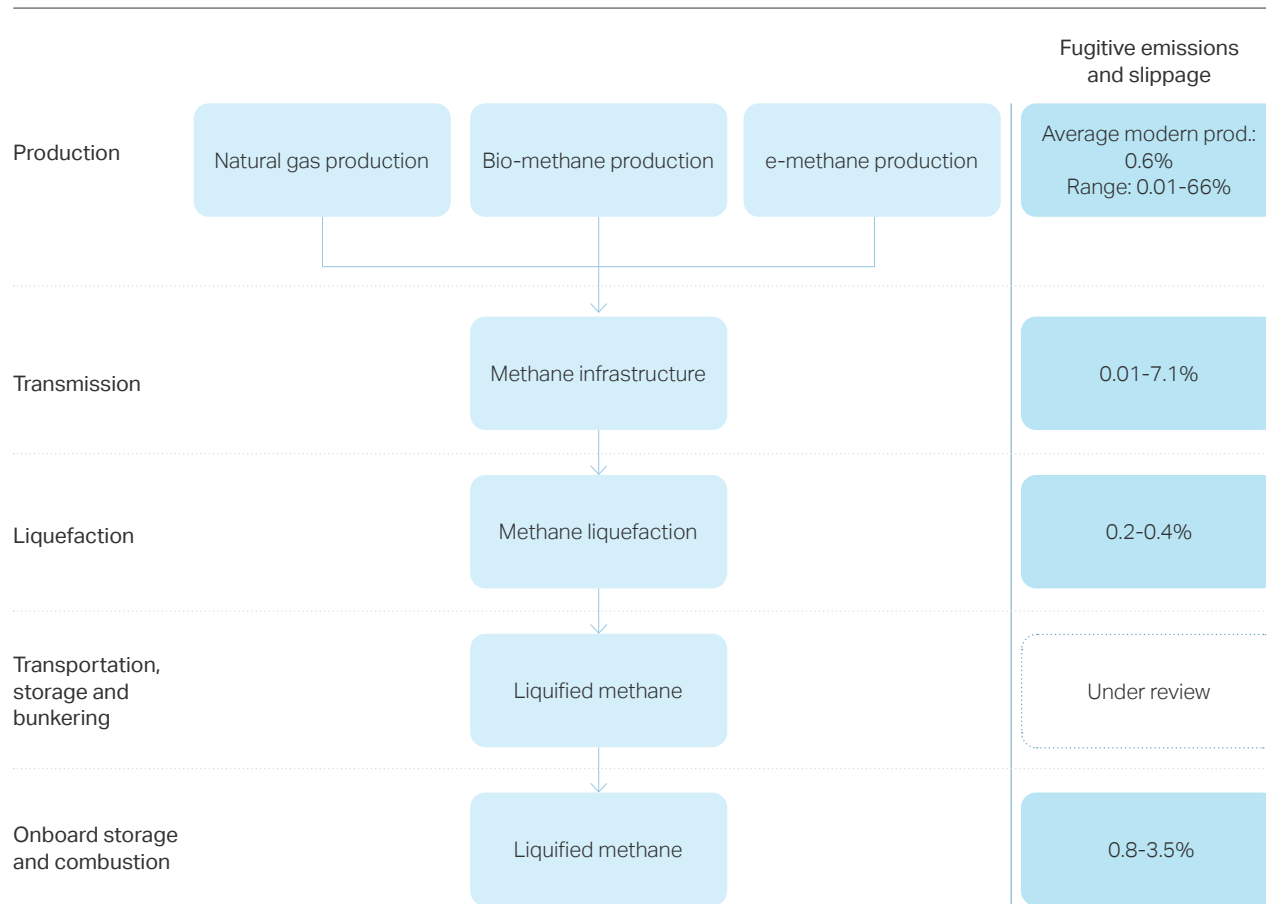 Fugitive emissions
and slippage
Production
Natural gas production
Bio-methane production
e-methane production
Average modern prod.:
0.6%
Range: 0.01-66%
Transmission
Methane infrastructure
0.01-7.1%
Liquefaction
Methane liquefaction
0.2-0.4%
Transportation,
storage and
bunkering
Liquified methane
Under review
Onboard storage
and combustion
Liquified methane
0.8-3.5%